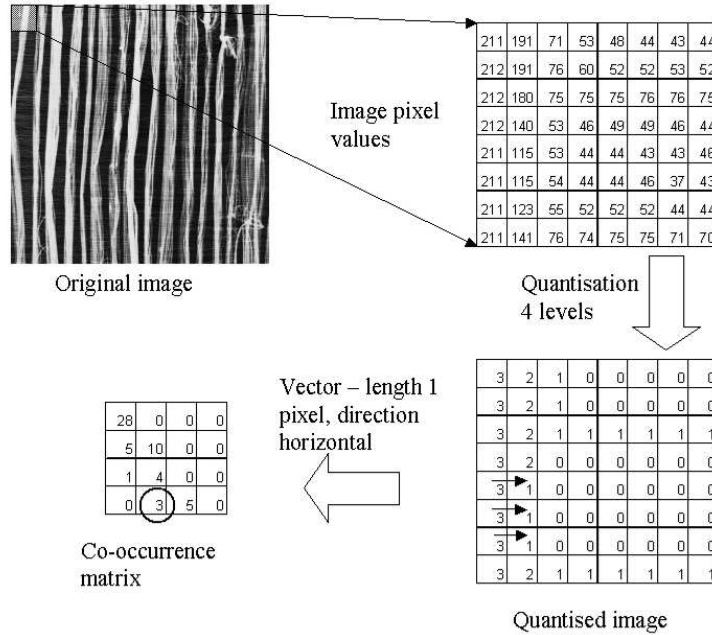 211 191 71 53 48 44 43 44
212 191 76 60 52 52 53 52
212 180 75 75 75 76 76 75
212 140 53 46 49 49 46 44
211 115 53 44 44 43 43 46
211 115 54 44 44 46 37 43
211 123 55 52 52 52 44 44
211 141 76 74 75 75 71 70
Image pixel
values
Original image
Quantisation
4 levels
3 2 1 0 0 0 0 0
3 2 1 0 0 0 0 0
3 2 1 1 1 1 1 1
3 2 0 0 0 0 0 0
3 1 0 0 0 0 0 0
3 1 0 0 0 0 0 0
3 1 0 0 0 0 0 0
3 2 1 1 1 1 1 1
Vector – length 1
pixel, direction
horizontal
28 0 0 0
5 10 0 0
1 4 0 0
0 3 5 0
Co-occurrence
matrix
Quantised image